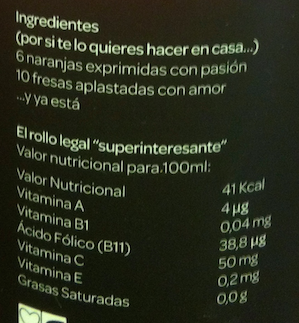 Ingredientes
(por si te lo quieres hacer en casa...)
6 naranjas exprimidas con pasión
10 fresas aplastadas con amor
...y ya está
El rollo legal "superinteresante"
Valor nutricional para 100ml:
Valor Nutricional 41 Kcal
Vitamina A 4 µg
Vitamina B1 0,04 mg
Ácido Fólico (B11) 38,8 µg
Vitamina C 50 mg
Vitamina E 0,2 mg
Grasas Saturadas 0,0 g